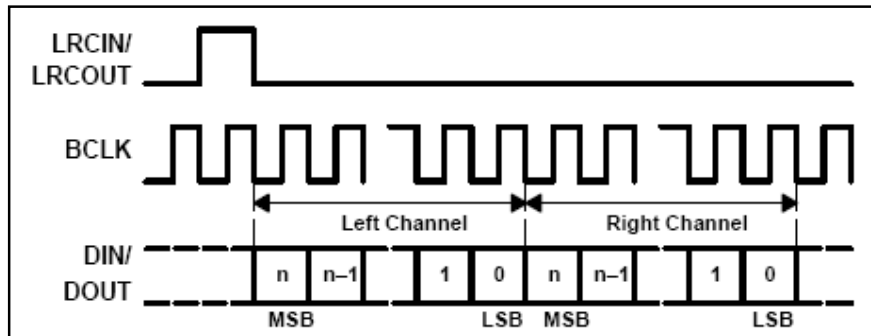 LRCIN/
LRCOUT
BCLK
Left Channel
Right Channel
DIN/
DOUT
n n–1 1 0 n n–1 1 0
MSB LSB MSB LSB